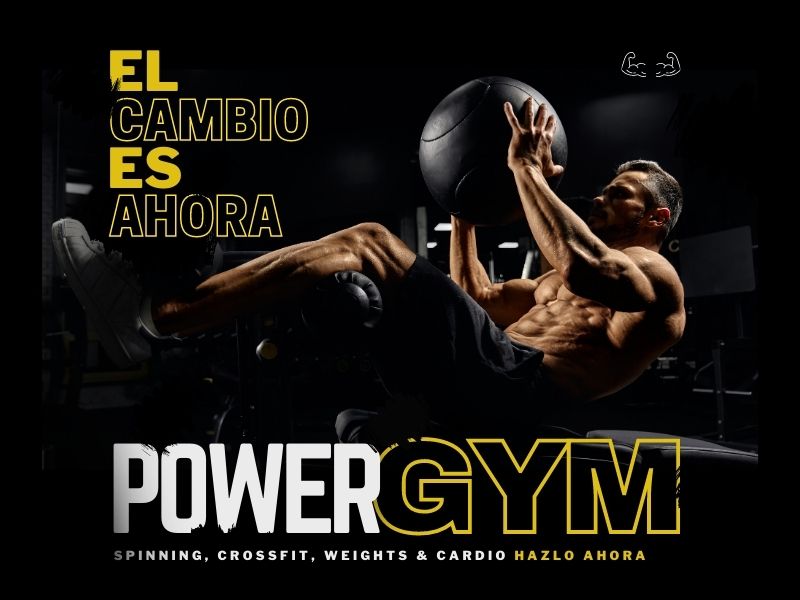 EL
CAMBIO
ES
AHORA
POWERGYM
SPINNING, CROSSFIT, WEIGHTS & CARDIO HAZLO AHORA